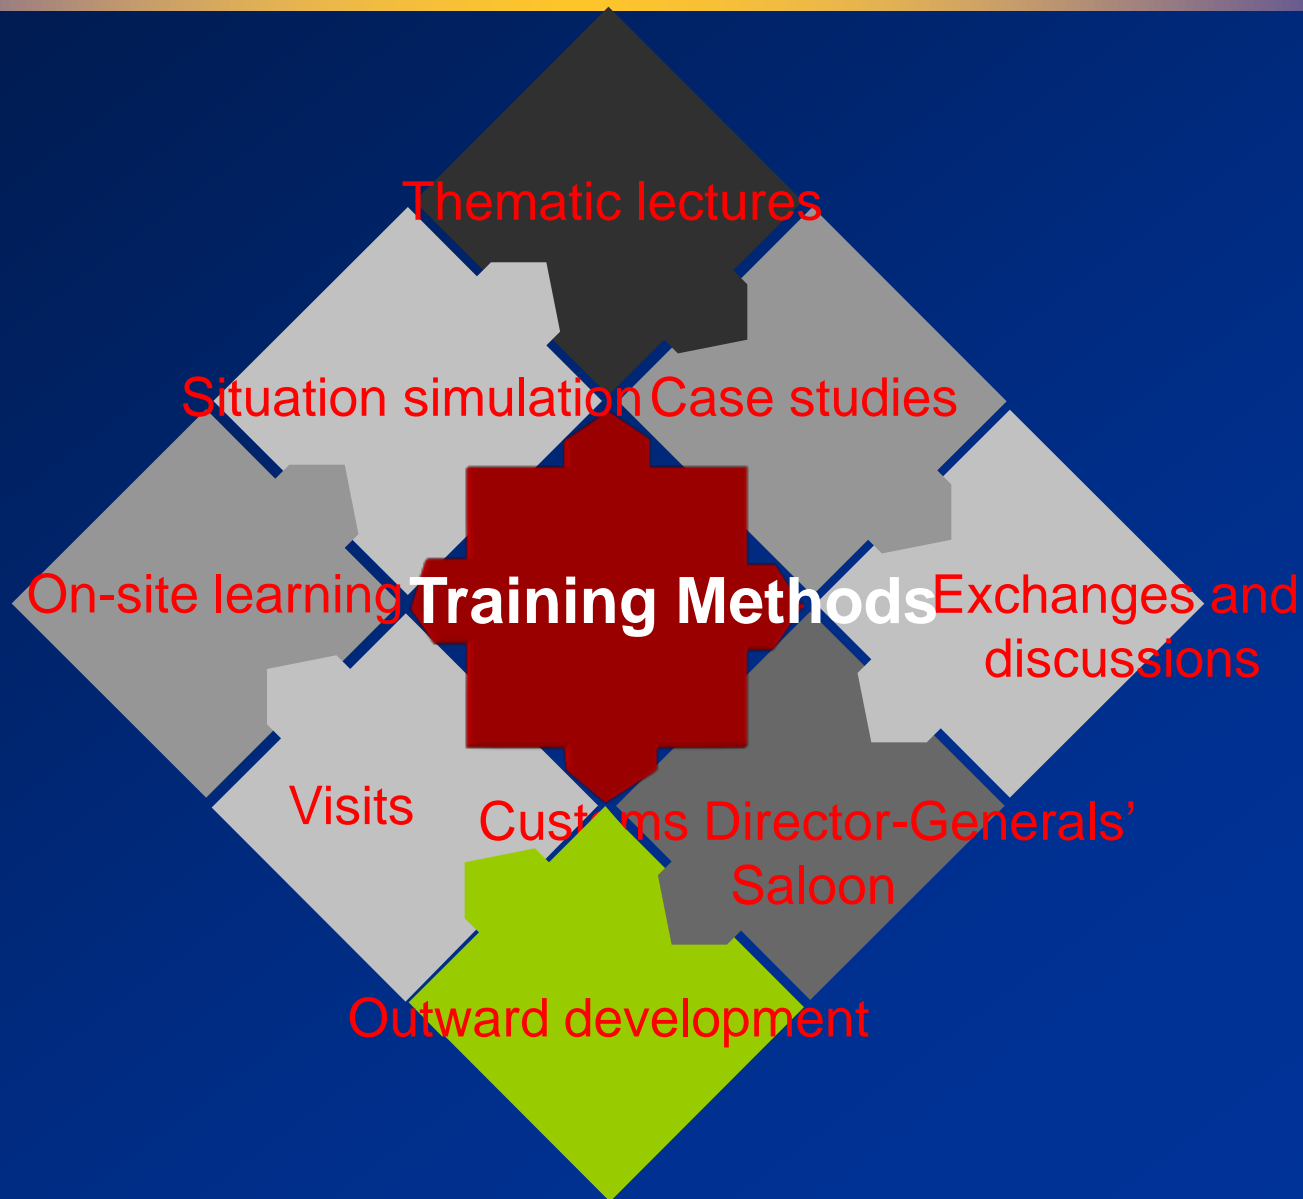 Thematic lectures
Situation simulation
Case studies
On-site learning
Training Methods
Exchanges and
discussions
Visits
Customs Director-Generals’
Saloon
Outward development